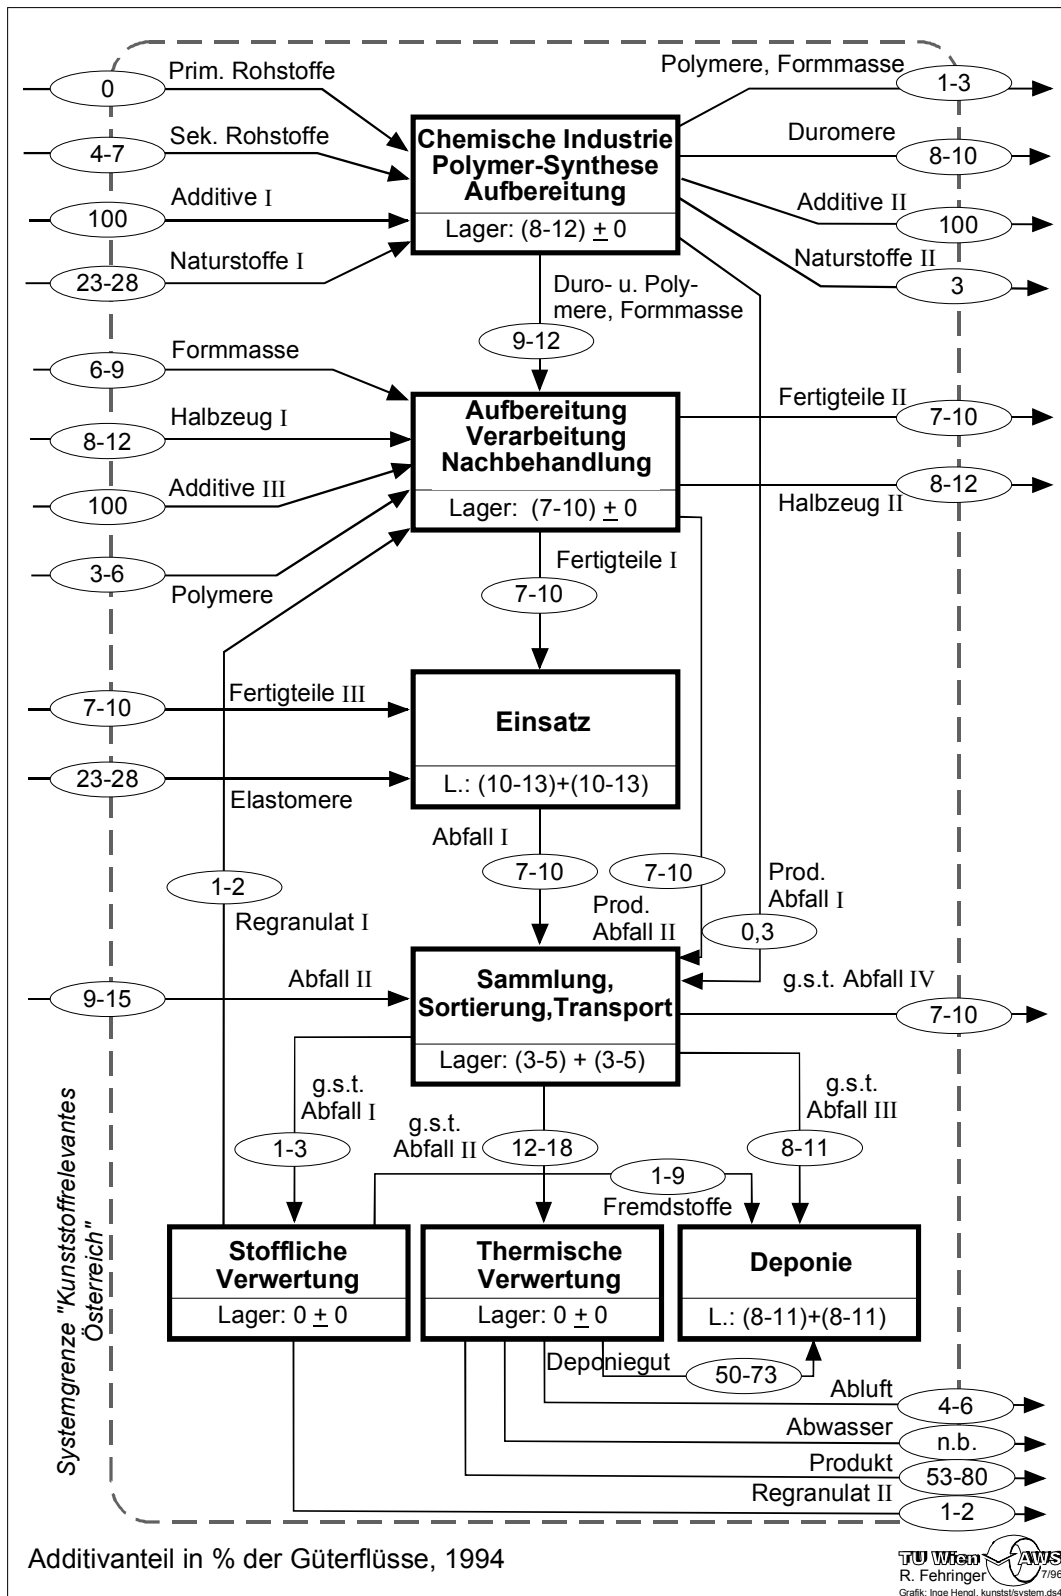 Prim. Rohstoffe
0
Sek. Rohstoffe
4-7
Additive I
100
Naturstoffe I
23-28
Chemische Industrie
Polymer-Synthese
Aufbereitung
Lager: (8-12) ± 0
Polymere, Formmasse
1-3
Duromere
8-10
Additive II
100
Naturstoffe II
3
Duro- u. Poly-
mere, Formmasse
9-12
Formmasse
6-9
Halbzeug I
8-12
Additive III
100
3-6
Polymere
Aufbereitung
Verarbeitung
Nachbehandlung
Lager: (7-10) ± 0
Fertigteile II
7-10
8-12
Halbzeug II
Fertigteile I
7-10
Fertigteile III
7-10
23-28
Elastomere
Einsatz
L.: (10-13)+(10-13)
Abfall I
7-10
7-10
Prod.
Abfall II
Prod.
Abfall I
0,3
1-2
Regranulat I
Abfall II
9-15
Sammlung,
Sortierung,Transport
Lager: (3-5) + (3-5)
g.s.t. Abfall IV
7-10
g.s.t.
Abfall I
1-3
g.s.t.
Abfall II
12-18
g.s.t.
Abfall III
8-11
1-9
Fremdstoffe
Stoffliche
Verwertung
Lager: 0 ± 0
Thermische
Verwertung
Lager: 0 ± 0
Deponie
L.: (8-11)+(8-11)
Deponiegut
50-73
Abluft
4-6
Abwasser
n.b.
Produkt
53-80
Regranulat II
1-2
Systemgrenze "Kunststoffrelevantes
Österreich"
Additivanteil in % der Güterflüsse, 1994
TU Wien AWS
R. Fehringer 7/96
Grafik: Inge Hengl, kunstst/system.ds4